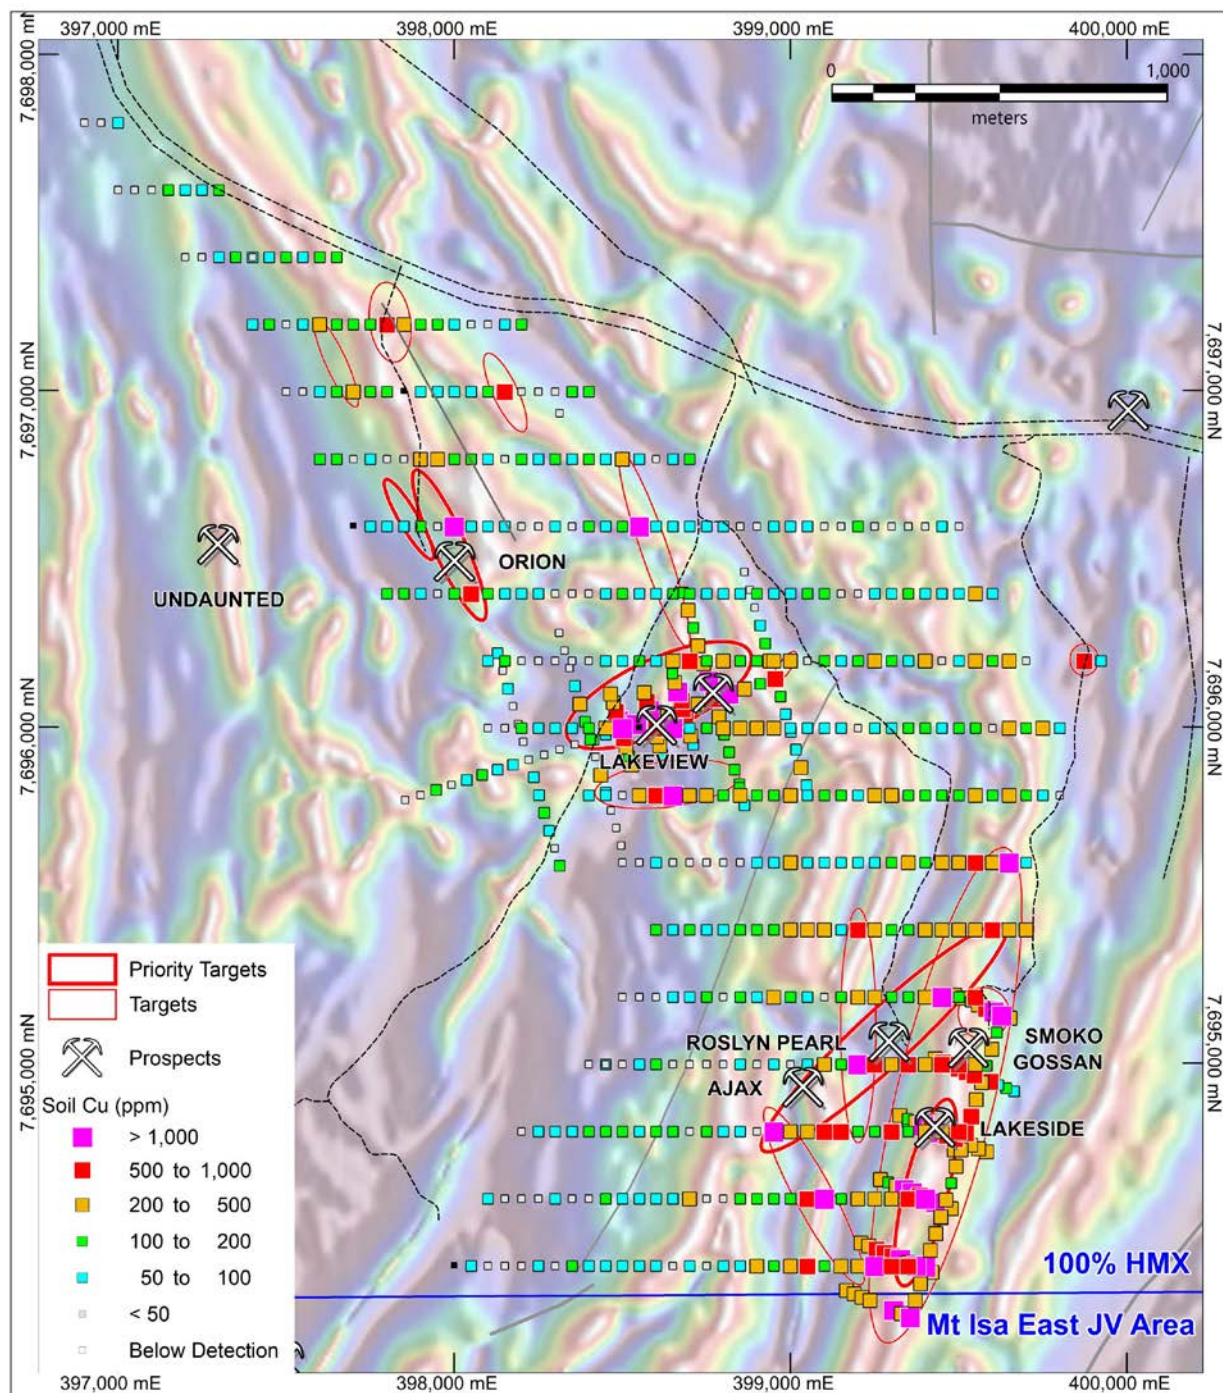 397,000 mE
398,000 mE
399,000 mE
400,000 mE
7,698,000 mN
0
1,000
meters
7,697,000 mN
7,697,000 mN
ORION
UNDAUNTED
7,696,000 mN
7,696,000 mN
LAKEVIEW
Priority Targets
Targets
Prospects
Soil Cu (ppm)
> 1,000
500 to 1,000
200 to 500
100 to 200
50 to 100
< 50
Below Detection
ROSLYN PEARL
SMOKO
GOSSAN
AJAX
LAKESIDE
7,695,000 mN
7,695,000 mN
100% HMX
Mt Isa East JV Area
397,000 mE
398,000 mE
399,000 mE
400,000 mE